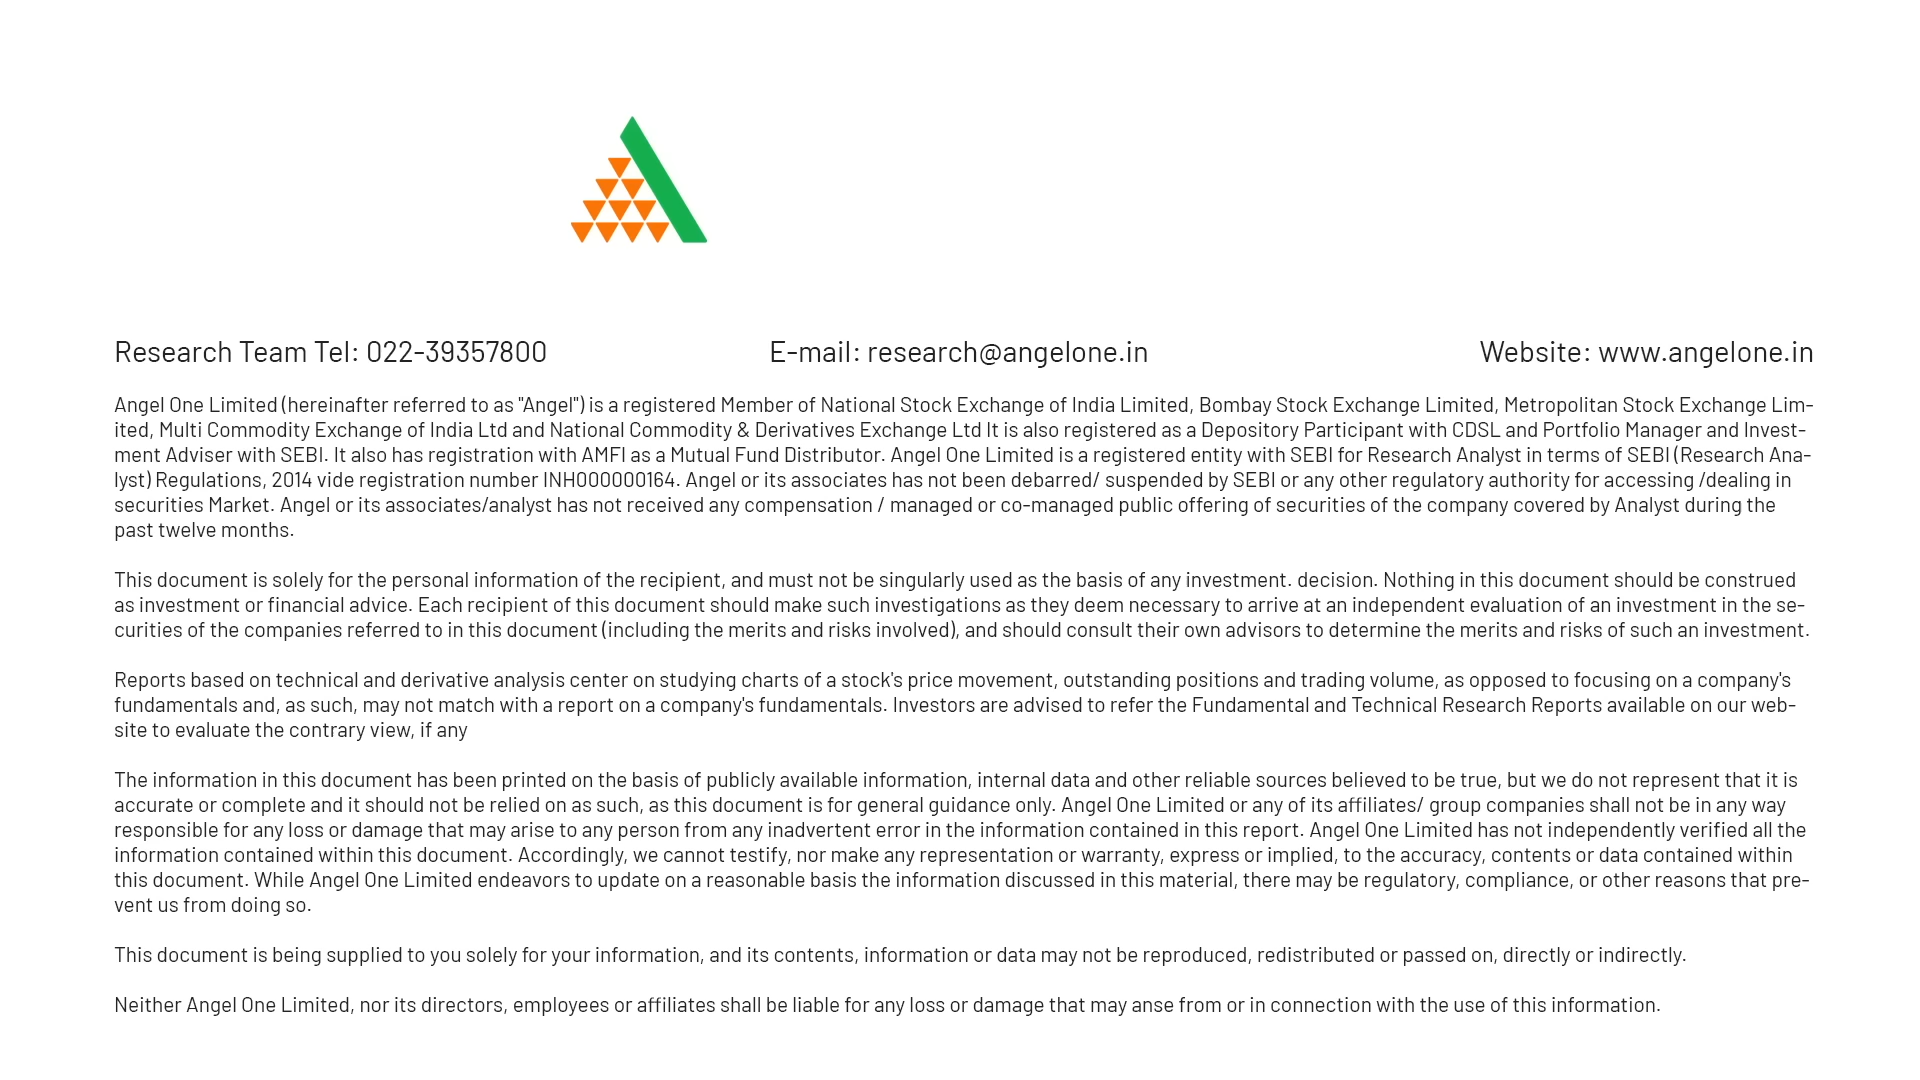 Research Team Tel: 022-39357800
E-mail: research@angelone.in
Website: www.angelone.in
Angel One Limited (hereinafter referred to as "Angel") is a registered Member of National Stock Exchange of India Limited, Bombay Stock Exchange Limited, Metropolitan Stock Exchange Lim-
ited, Multi Commodity Exchange of India Ltd and National Commodity & Derivatives Exchange Ltd It is also registered as a Depository Participant with CDSL and Portfolio Manager and Invest-
ment Adviser with SEBI. It also has registration with AMFI as a Mutual Fund Distributor. Angel One Limited is a registered entity with SEBI for Research Analyst in terms of SEBI (Research Ana-
lyst) Regulations, 2014 vide registration number INH000000164. Angel or its associates has not been debarred/ suspended by SEBI or any other regulatory authority for accessing /dealing in
securities Market. Angel or its associates/analyst has not received any compensation / managed or co-managed public offering of securities of the company covered by Analyst during the
past twelve months.
This document is solely for the personal information of the recipient, and must not be singularly used as the basis of any investment. decision. Nothing in this document should be construed
as investment or financial advice. Each recipient of this document should make such investigations as they deem necessary to arrive at an independent evaluation of an investment in the se-
curities of the companies referred to in this document (including the merits and risks involved), and should consult their own advisors to determine the merits and risks of such an investment.
Reports based on technical and derivative analysis center on studying charts of a stock's price movement, outstanding positions and trading volume, as opposed to focusing on a company's
fundamentals and, as such, may not match with a report on a company's fundamentals. Investors are advised to refer the Fundamental and Technical Research Reports available on our web-
site to evaluate the contrary view, if any
The information in this document has been printed on the basis of publicly available information, internal data and other reliable sources believed to be true, but we do not represent that it is
accurate or complete and it should not be relied on as such, as this document is for general guidance only. Angel One Limited or any of its affiliates/ group companies shall not be in any way
responsible for any loss or damage that may arise to any person from any inadvertent error in the information contained in this report. Angel One Limited has not independently verified all the
information contained within this document. Accordingly, we cannot testify, nor make any representation or warranty, express or implied, to the accuracy, contents or data contained within
this document. While Angel One Limited endeavors to update on a reasonable basis the information discussed in this material, there may be regulatory, compliance, or other reasons that pre-
vent us from doing so.
This document is being supplied to you solely for your information, and its contents, information or data may not be reproduced, redistributed or passed on, directly or indirectly.
Neither Angel One Limited, nor its directors, employees or affiliates shall be liable for any loss or damage that may anse from or in connection with the use of this information.